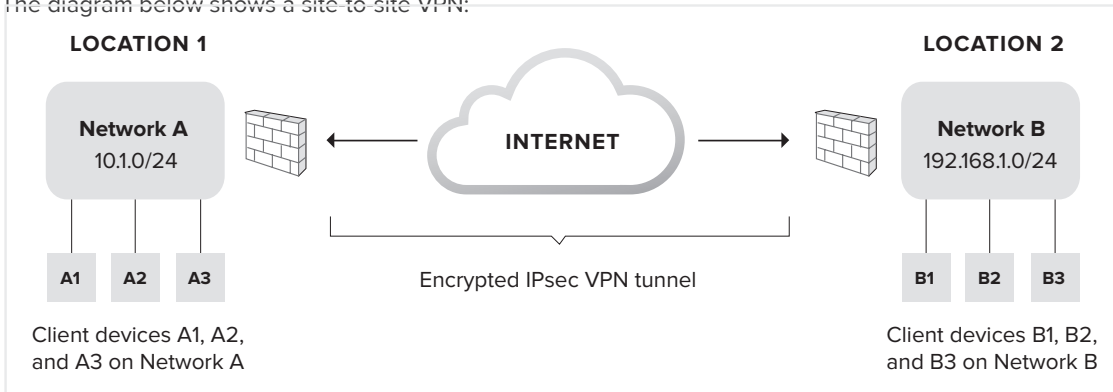 The diagram below shows a site-to-site VPN:
LOCATION 1
LOCATION 2
Network A
10.1.0/24
INTERNET
Network B
192.168.1.0/24
A1
A2
A3
Encrypted IPsec VPN tunnel
B1
B2
B3
Client devices A1, A2,
and A3 on Network A
Client devices B1, B2,
and B3 on Network B